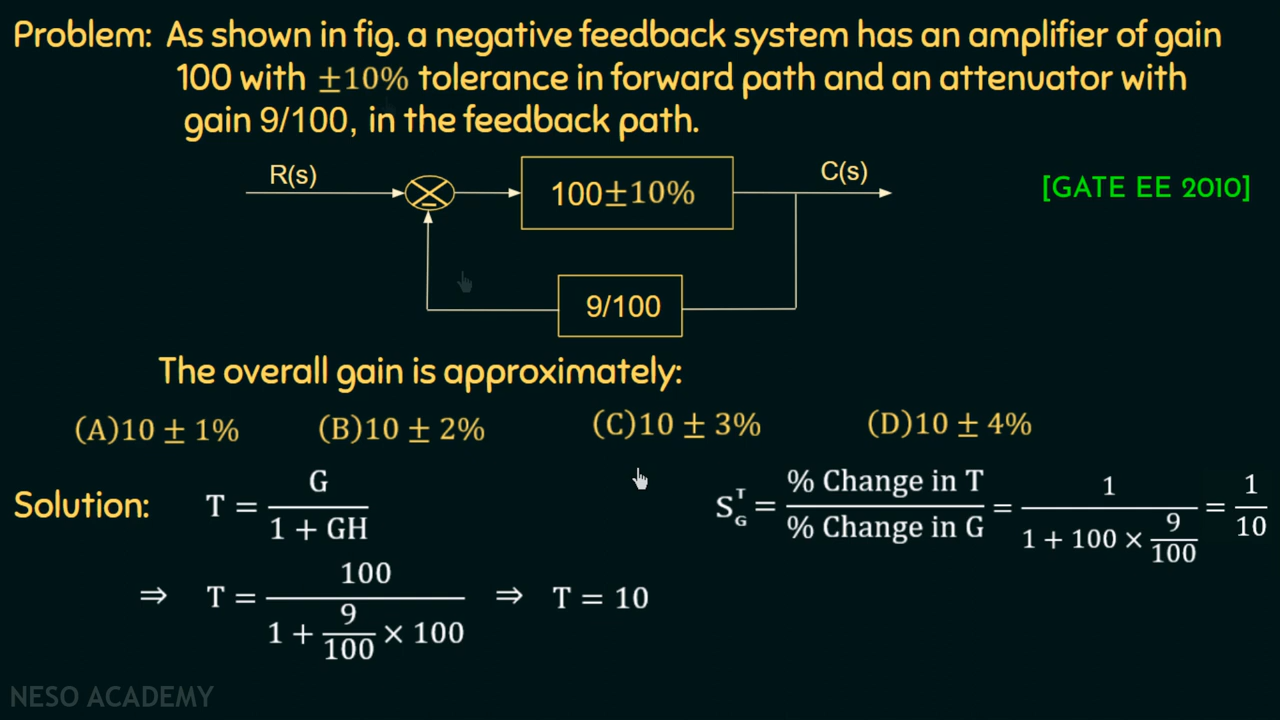 Problem: As shown in fig. a negative feedback system has an amplifier of gain
100 with ±10% tolerance in forward path and an attenuator with
gain 9/100, in the feedback path.
R(s)
C(s)
100±10%
[GATE EE 2010]
9/100
The overall gain is approximately:
(A)10 ± 1% (B)10 ± 2% (C)10 ± 3% (D)10 ± 4%
Solution: T = G / 1 + GH
S_G^T = % Change in T / % Change in G = 1 / 1 + 100 × 9/100 = 1/10
⇒ T = 100 / 1 + 9/100 × 100 ⇒ T = 10
NESO ACADEMY